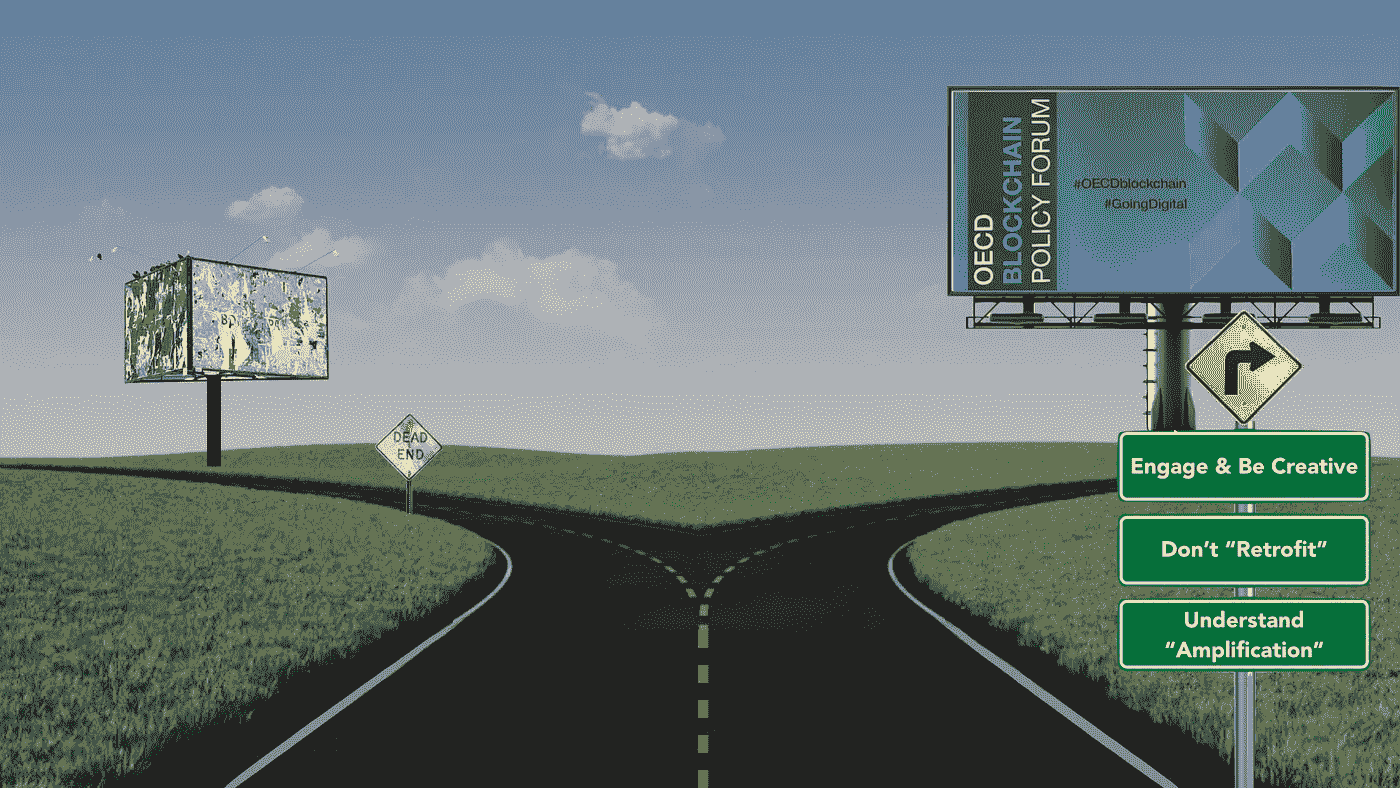 OECD
BLOCKCHAIN
POLICY FORUM
#OECDblockchain
#GoingDigital
DEAD
END
Engage & Be Creative
Don't “Retrofit”
Understand
“Amplification”